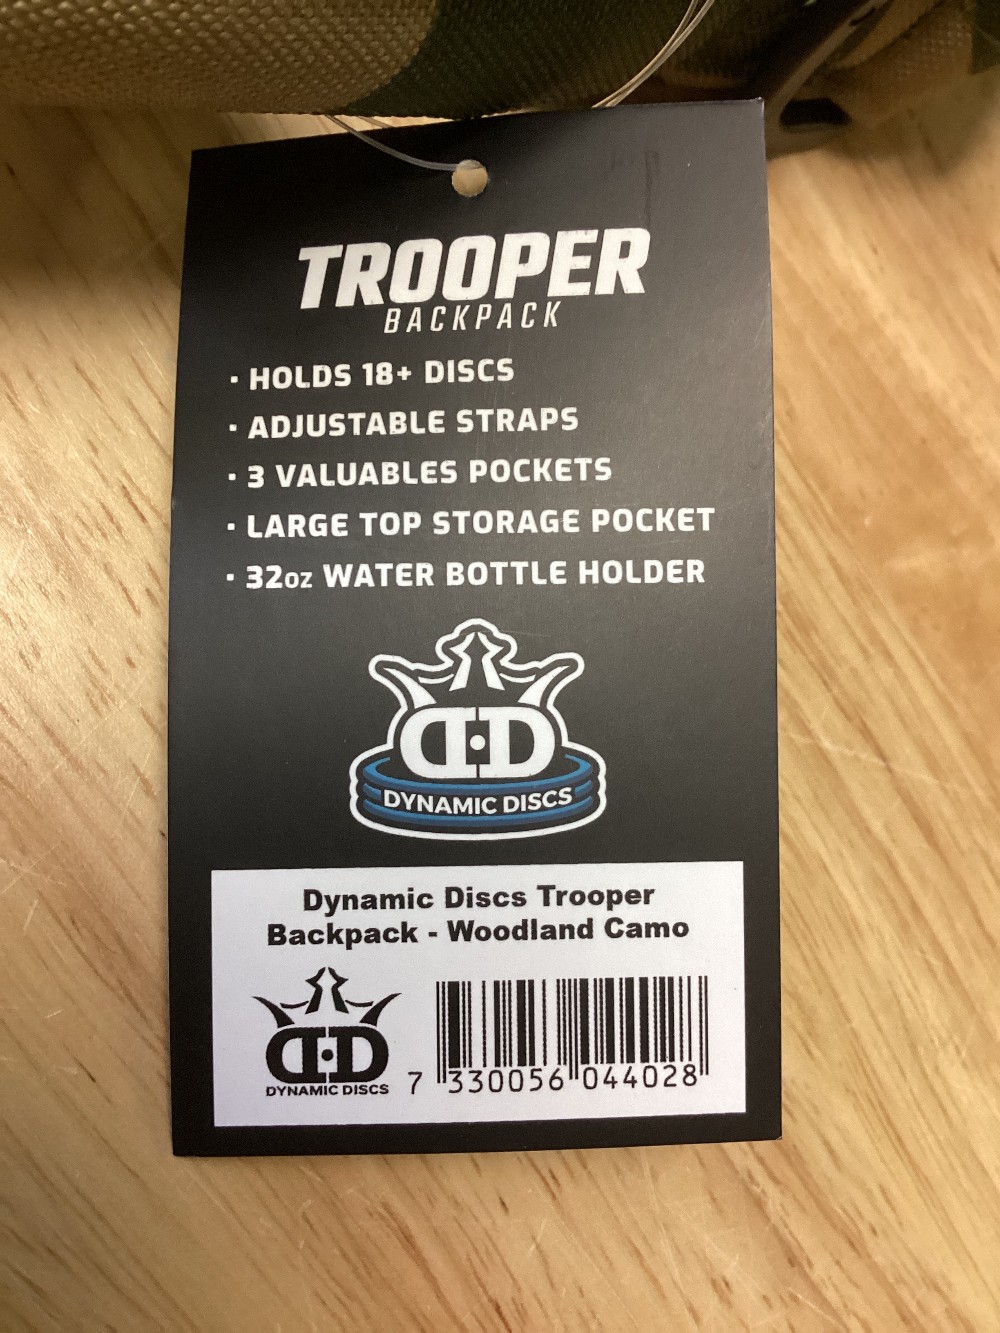 TROOPER
BACKPACK
· HOLDS 18+ DISCS
· ADJUSTABLE STRAPS
· 3 VALUABLES POCKETS
· LARGE TOP STORAGE POCKET
· 32oz WATER BOTTLE HOLDER
D·D
DYNAMIC DISCS
Dynamic Discs Trooper
Backpack - Woodland Camo
D·D
DYNAMIC DISCS
7 330056 044028